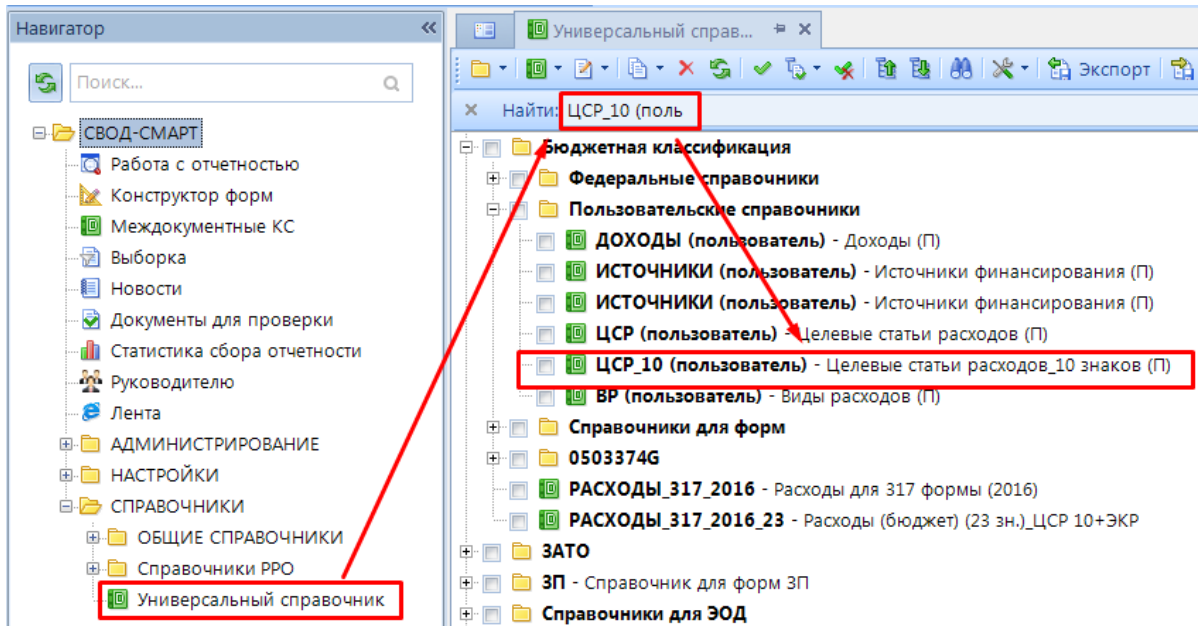 Навигатор
Поиск...
СВОД-СМАРТ
Работа с отчетностью
Конструктор форм
Междокументные КС
Выборка
Новости
Документы для проверки
Статистика сбора отчетности
Руководителю
Лента
АДМИНИСТРИРОВАНИЕ
НАСТРОЙКИ
СПРАВОЧНИКИ
ОБЩИЕ СПРАВОЧНИКИ
Справочники РРО
Универсальный справочник
Универсальный справ...
Экспорт
Найти: ЦСР_10 (поль
Бюджетная классификация
Федеральные справочники
Пользовательские справочники
ДОХОДЫ (пользователь) - Доходы (П)
ИСТОЧНИКИ (пользователь) - Источники финансирования (П)
ИСТОЧНИКИ (пользователь) - Источники финансирования (П)
ЦСР (пользователь) - Целевые статьи расходов (П)
ЦСР_10 (пользователь) - Целевые статьи расходов_10 знаков (П)
ВР (пользователь) - Виды расходов (П)
Справочники для форм
0503374G
РАСХОДЫ_317_2016 - Расходы для 317 формы (2016)
РАСХОДЫ_317_2016_23 - Расходы (бюджет) (23 зн.)_ЦСР 10+ЭКР
ЗАТО
ЗП - Справочник для форм ЗП
Справочники для ЭОД